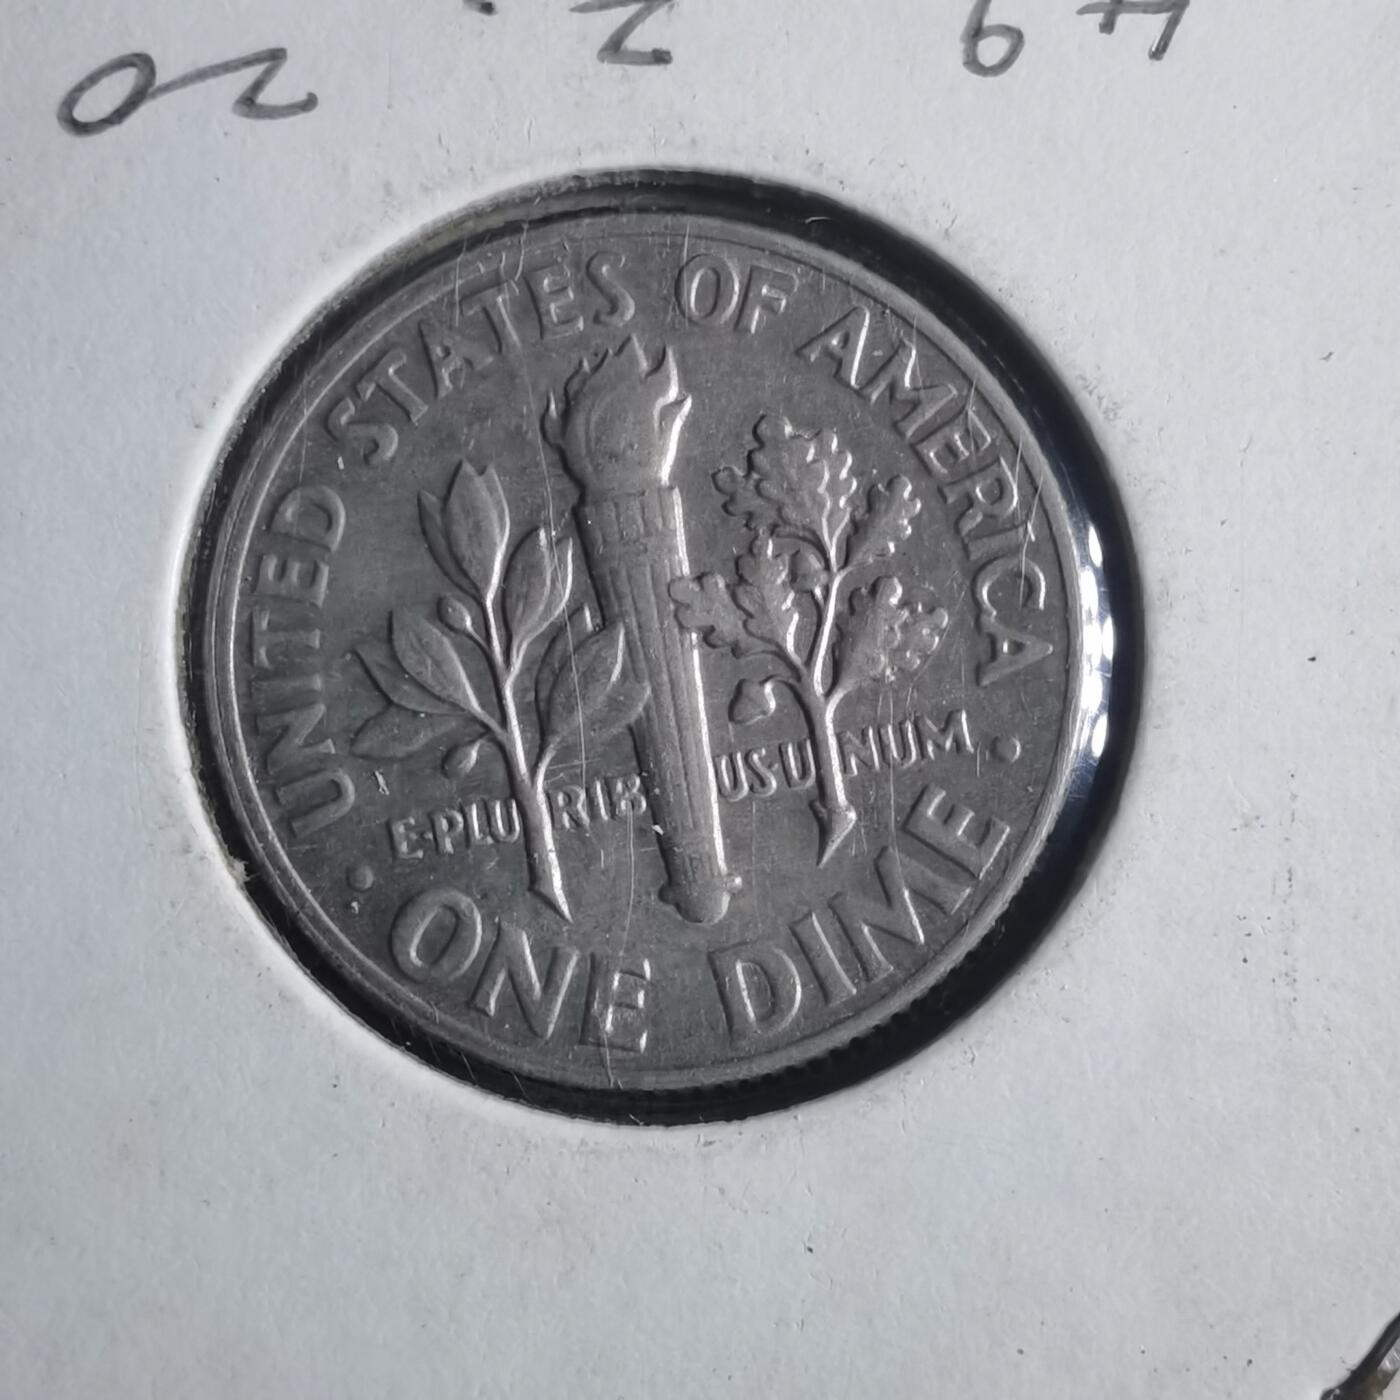 UNITED STATES OF AMERICA
E·PLURIBUS·UNUM
ONE DIME